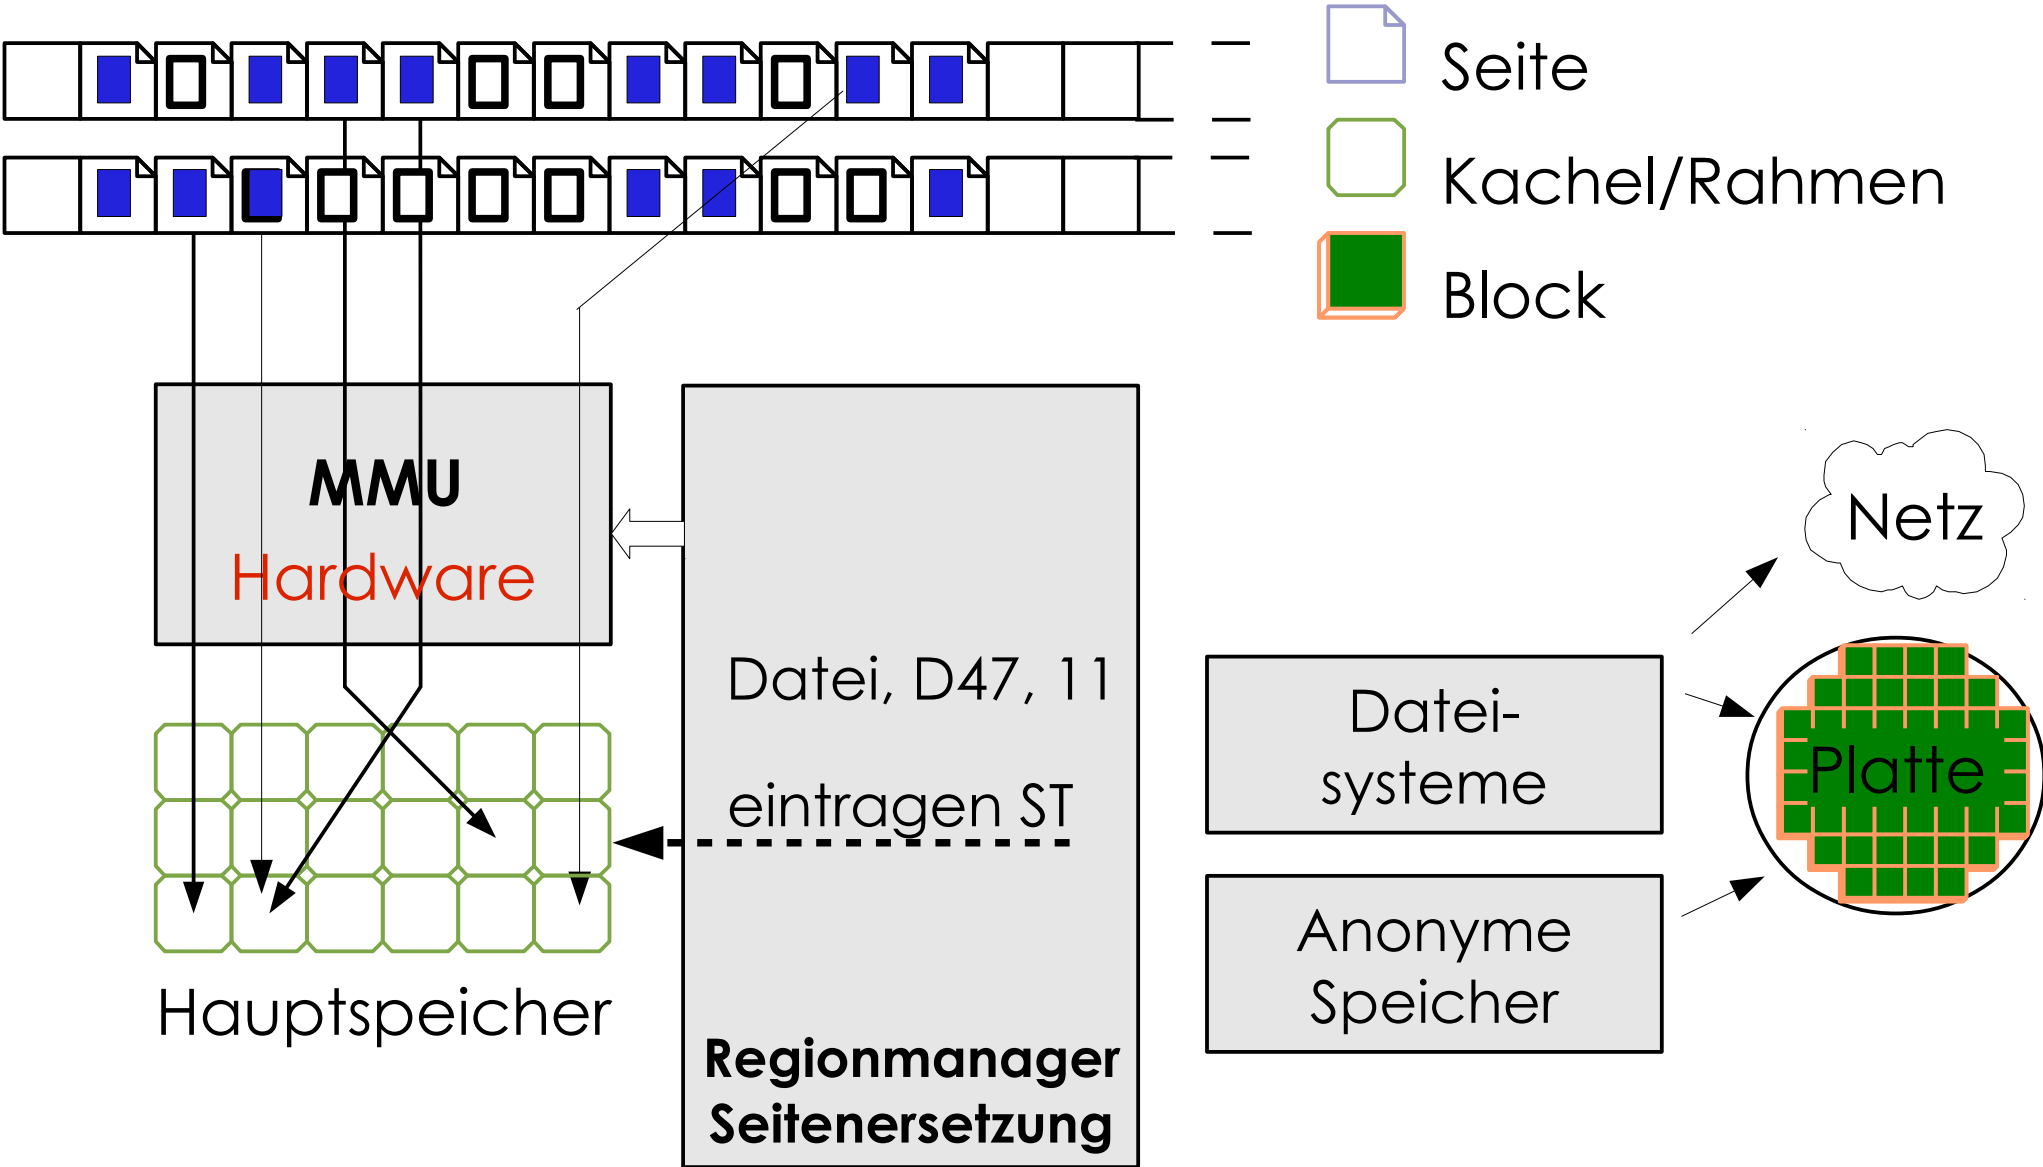 Seite
Kachel/Rahmen
Block
MMU
Hardware
Hauptspeicher
Datei, D47, 11
eintragen ST
Regionmanager
Seitenersetzung
Datei-
systeme
Anonyme
Speicher
Netz
Platte